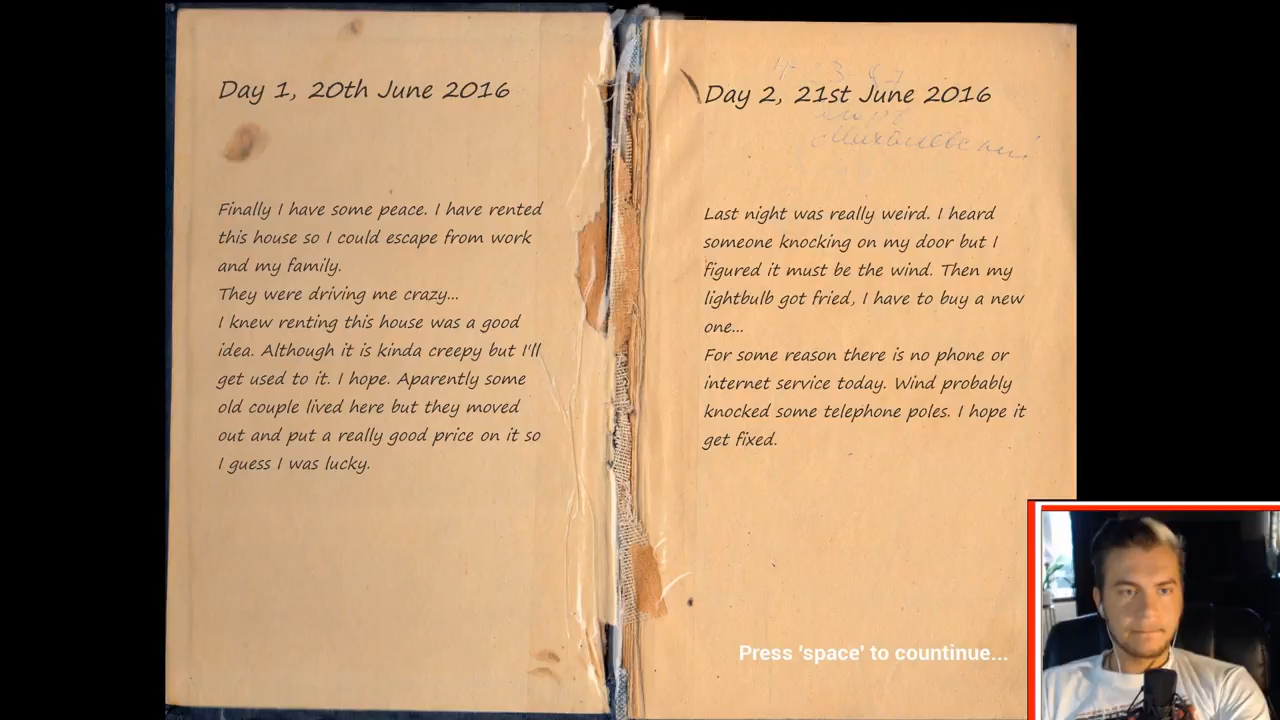 Day 1, 20th June 2016
Finally I have some peace. I have rented
this house so I could escape from work
and my family.
They were driving me crazy...
I knew renting this house was a good
idea. Although it is kinda creepy but I'll
get used to it. I hope. Aparently some
old couple lived here but they moved
out and put a really good price on it so
I guess I was lucky.
Day 2, 21st June 2016
Last night was really weird. I heard
someone knocking on my door but I
figured it must be the wind. Then my
lightbulb got fried, I have to buy a new
one...
For some reason there is no phone or
internet service today. Wind probably
knocked some telephone poles. I hope it
get fixed.
Press 'space' to countinue...